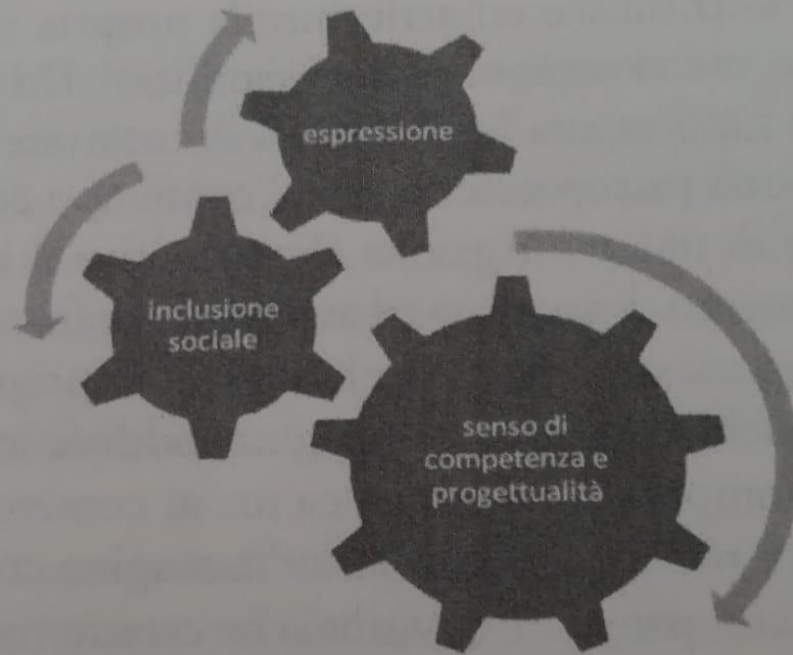 espressione
inclusione
sociale
senso di
competenza e
progettualità